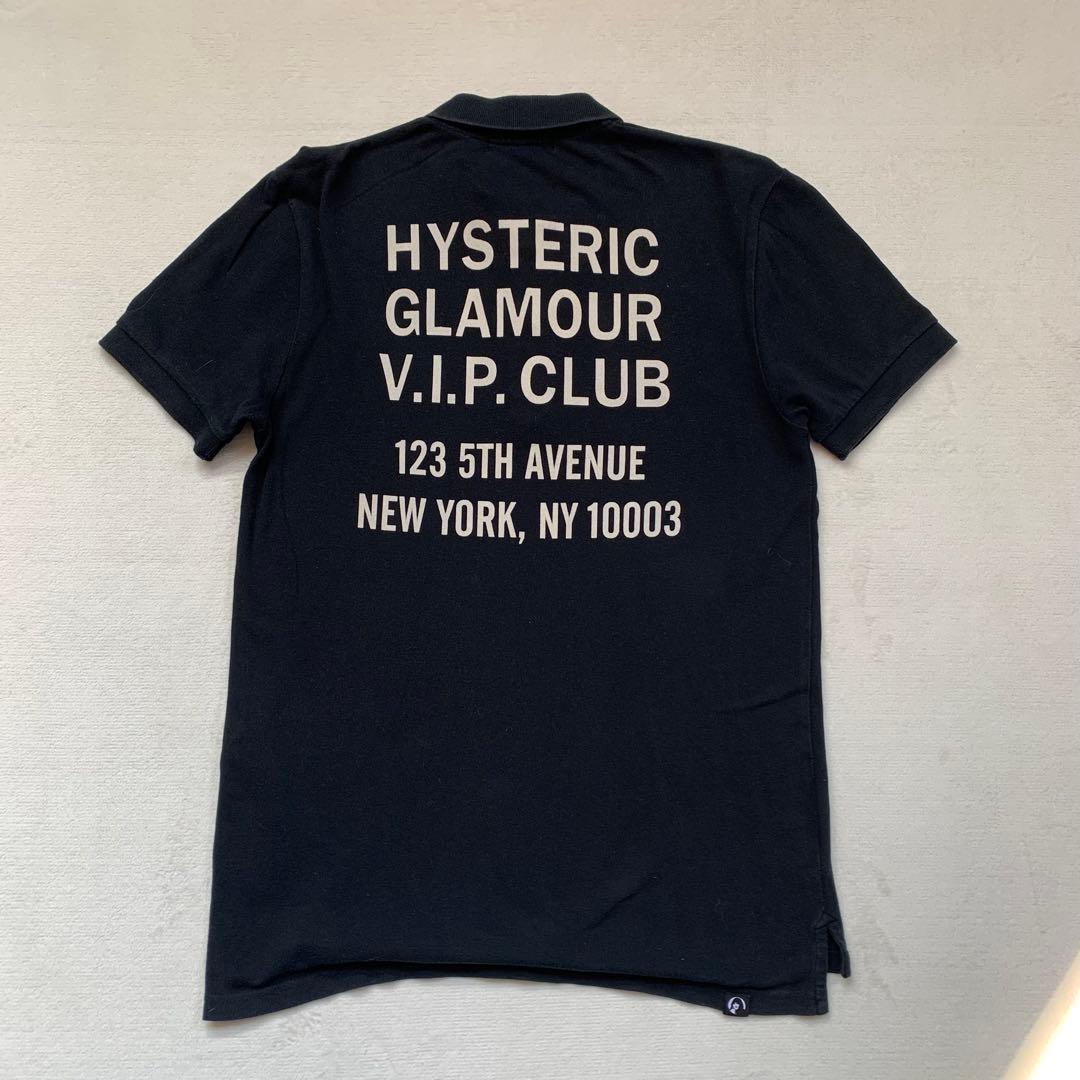 HYSTERIC
GLAMOUR
V.I.P. CLUB
123 5TH AVENUE
NEW YORK, NY 10003